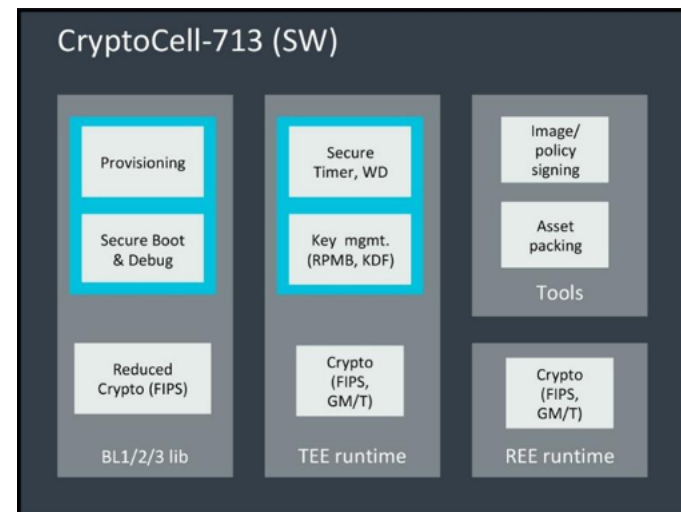 CryptoCell-713 (SW)
Provisioning
Secure Boot
& Debug
Reduced
Crypto (FIPS)
BL1/2/3 lib
Secure
Timer, WD
Key mgmt.
(RPMB, KDF)
Crypto
(FIPS,
GM/T)
TEE runtime
Image/
policy
signing
Asset
packing
Tools
Crypto
(FIPS,
GM/T)
REE runtime